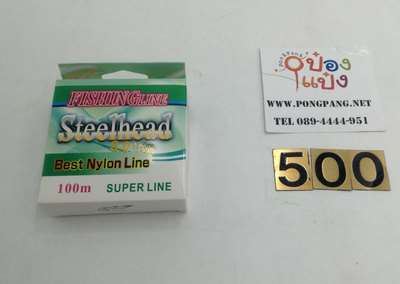 FISHING LINE
Steelhead
Best Nylon Line
100m SUPER LINE
PONGPANG
ป๋องแป๋ง
WWW.PONGPANG.NET
TEL 089-4444-951
500